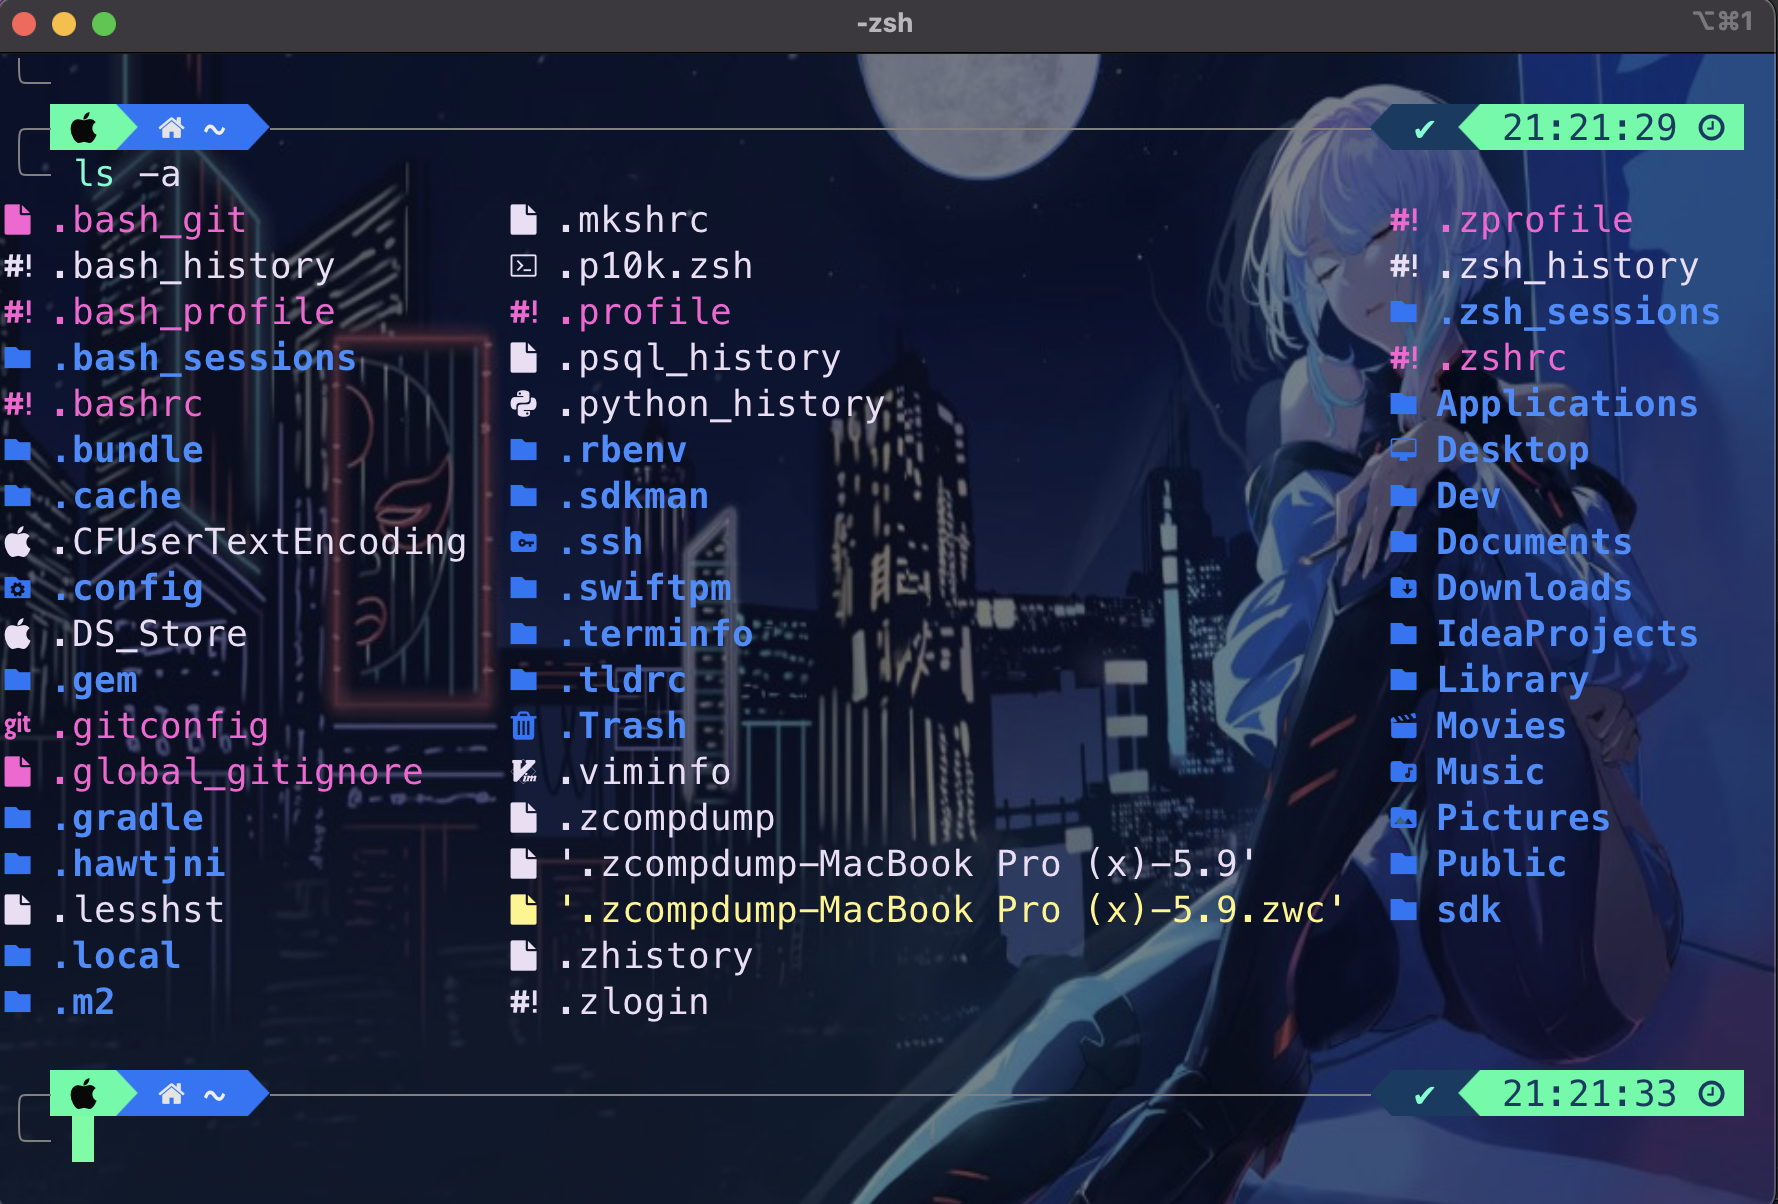 -zsh ⌥⌘1
~ ✔ 21:21:29
ls -a
.bash_git .mkshrc .zprofile
#! .bash_history .p10k.zsh #! .zsh_history
#! .bash_profile #! .profile .zsh_sessions
.bash_sessions .psql_history #! .zshrc
#! .bashrc .python_history Applications
.bundle .rbenv Desktop
.cache .sdkman Dev
.CFUserTextEncoding .ssh Documents
.config .swiftpm Downloads
.DS_Store .terminfo IdeaProjects
.gem .tldrc Library
git .gitconfig .Trash Movies
.global_gitignore .viminfo Music
.gradle .zcompdump Pictures
.hawtjni '.zcompdump-MacBook Pro (x)-5.9' Public
.lesshst '.zcompdump-MacBook Pro (x)-5.9.zwc' sdk
.local .zhistory
.m2 #! .zlogin
~ ✔ 21:21:33